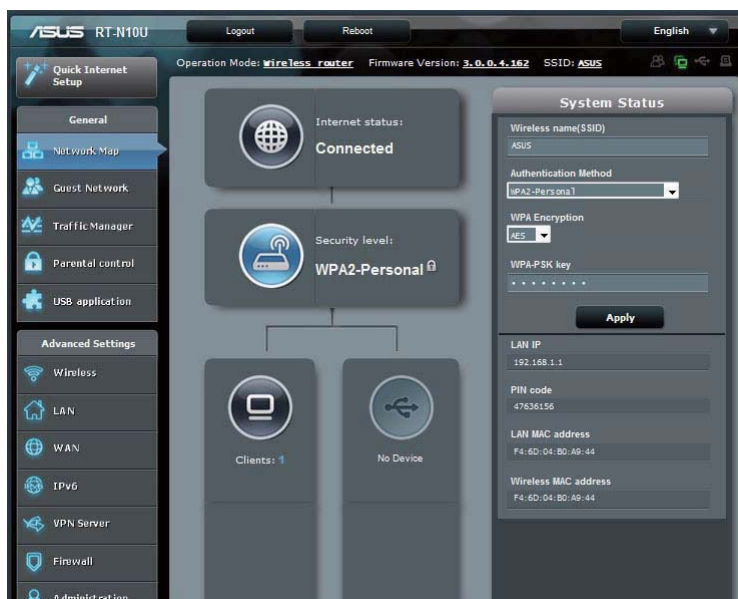 ASUS RT-N10U
Logout
Reboot
English
Quick Internet
Setup
Operation Mode: Wireless router Firmware Version: 3.0.0.4.162 SSID: ASUS
General
Network Map
Guest Network
Traffic Manager
Parental control
USB application
Advanced Settings
Wireless
LAN
WAN
IPv6
VPN Server
Firewall
Administration
Internet status:
Connected
Security level:
WPA2-Personal
Clients: 1
No Device
System Status
Wireless name(SSID)
ASUS
Authentication Method
WPA2-Personal
WPA Encryption
AES
WPA-PSK key
Apply
LAN IP
192.168.1.1
PIN code
47636156
LAN MAC address
F4:6D:04:B0:A9:44
Wireless MAC address
F4:6D:04:B0:A9:44